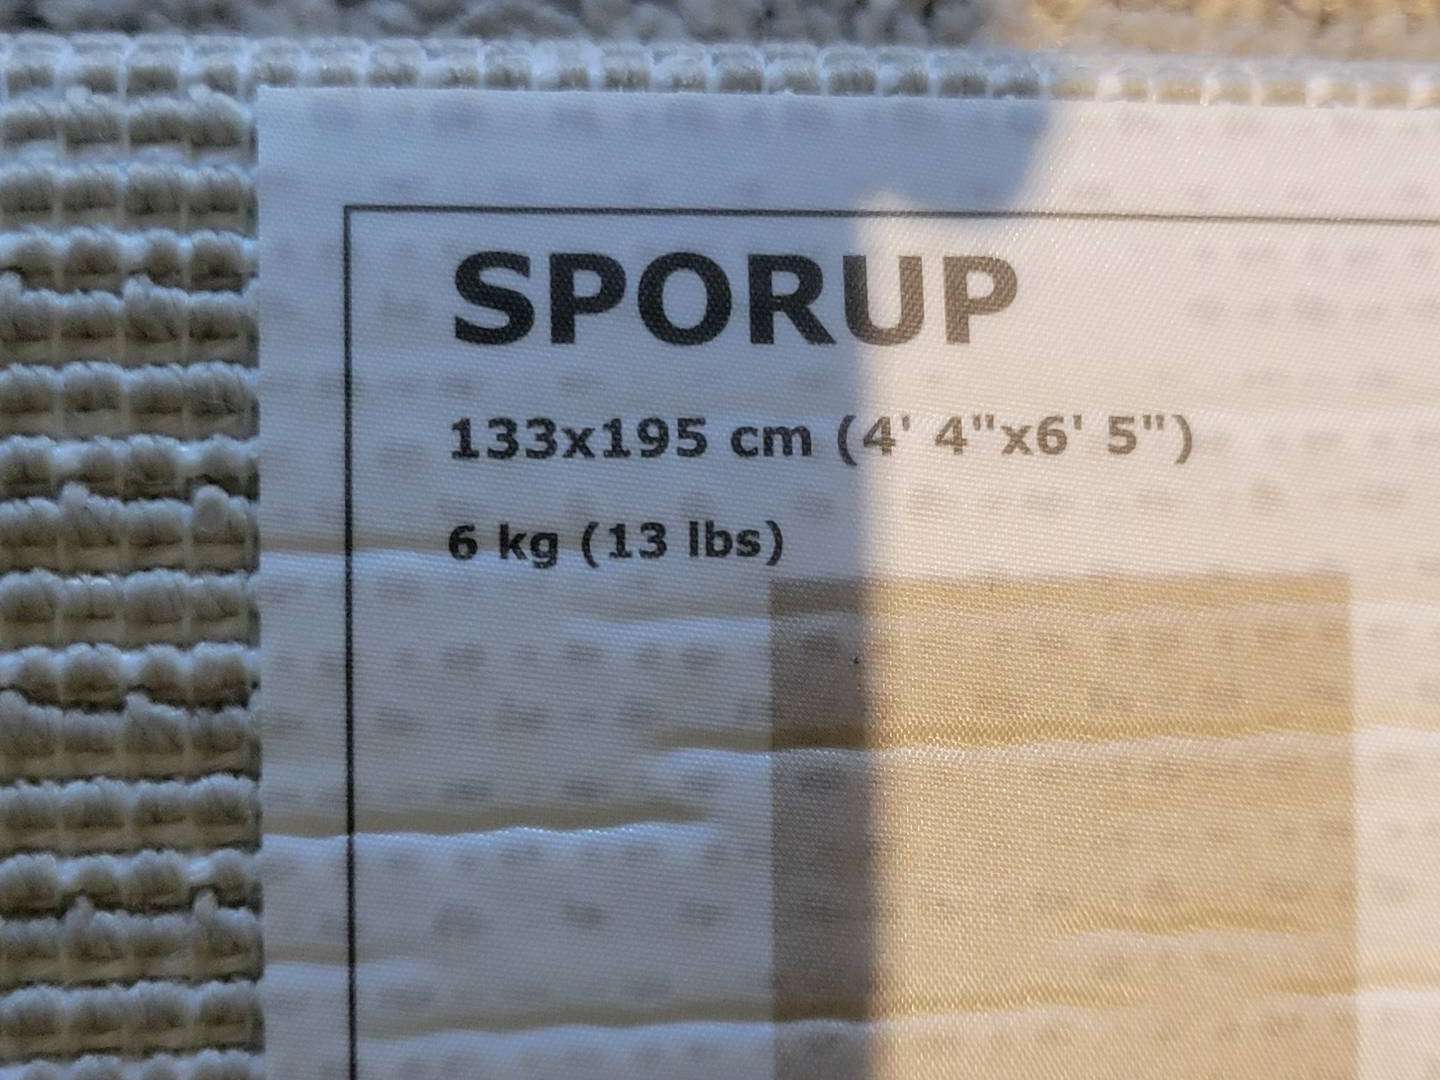 SPORUP
133x195 cm (4' 4"x6' 5")
6 kg (13 lbs)